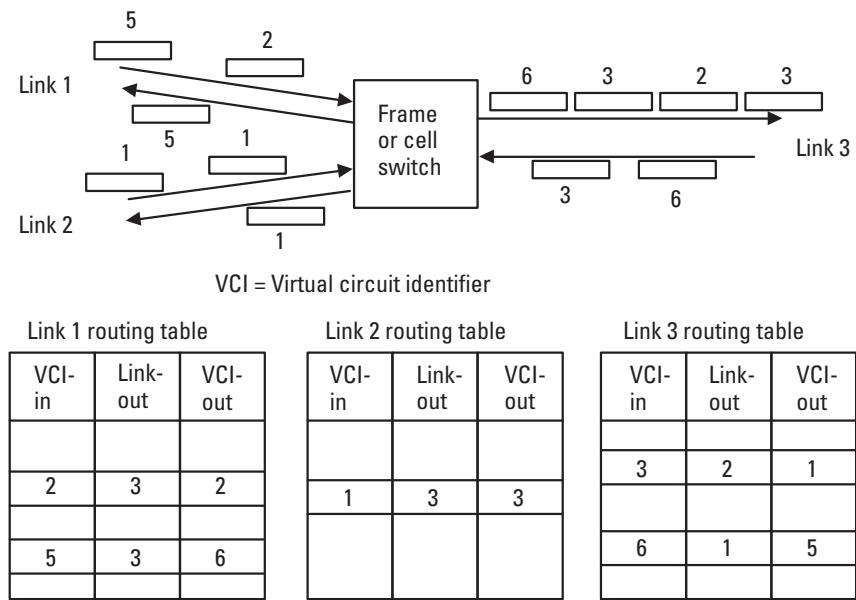 5
2
6 3 2 3
Link 1
Frame
or cell
switch
5
1 1
Link 3
3 6
Link 2
1
VCI = Virtual circuit identifier
Link 1 routing table
VCI-in Link-out VCI-out
2 3 2
5 3 6
Link 2 routing table
VCI-in Link-out VCI-out
1 3 3
Link 3 routing table
VCI-in Link-out VCI-out
3 2 1
6 1 5